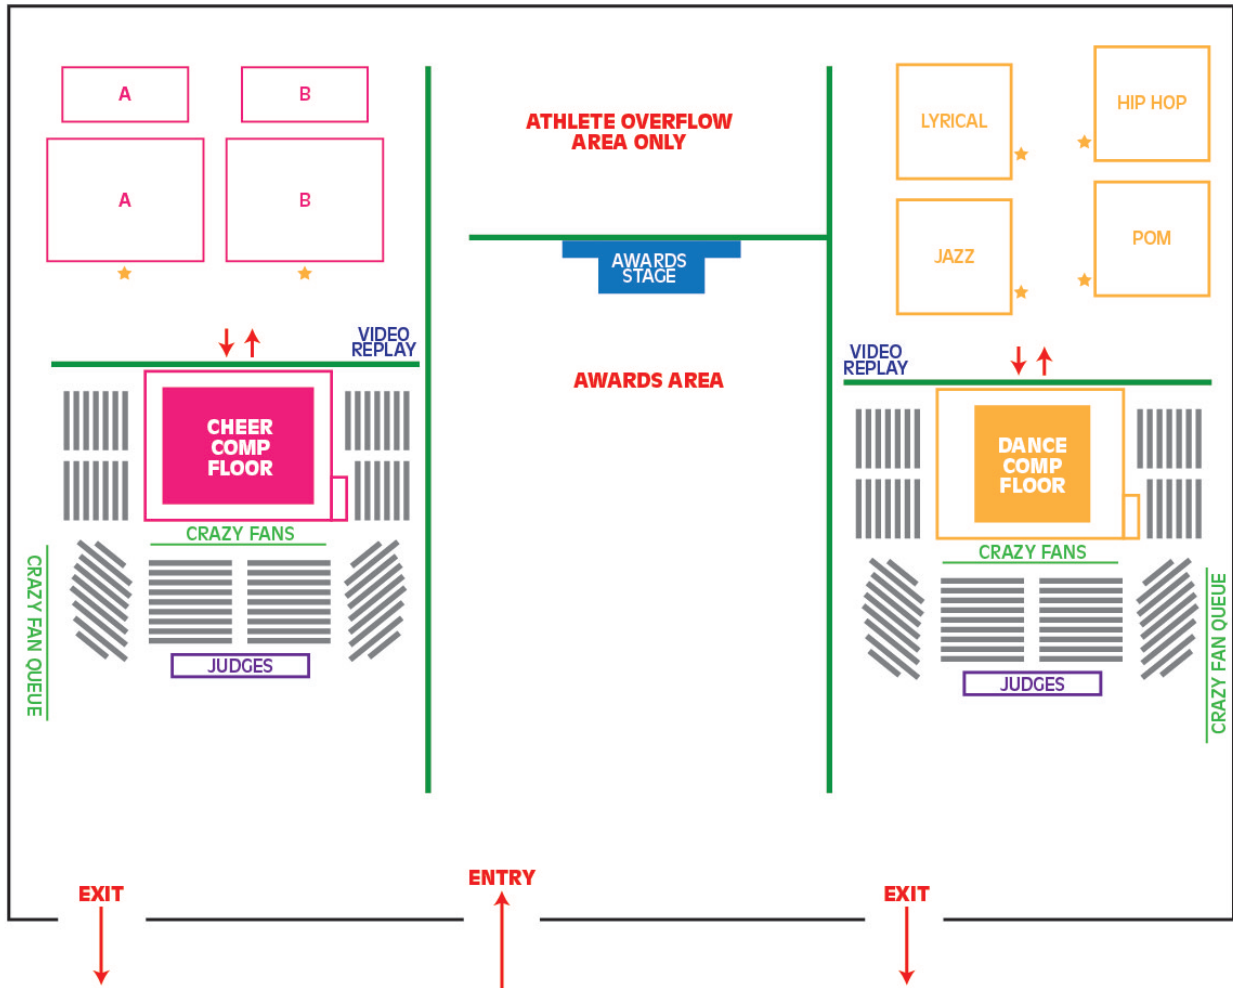 A
B
ATHLETE OVERFLOW
AREA ONLY
LYRICAL
HIP HOP
A
B
AWARDS
STAGE
JAZZ
POM
VIDEO
REPLAY
AWARDS AREA
VIDEO
REPLAY
CHEER
COMP
FLOOR
DANCE
COMP
FLOOR
CRAZY FANS
CRAZY FANS
CRAZY FAN QUEUE
CRAZY FAN QUEUE
JUDGES
JUDGES
EXIT
ENTRY
EXIT